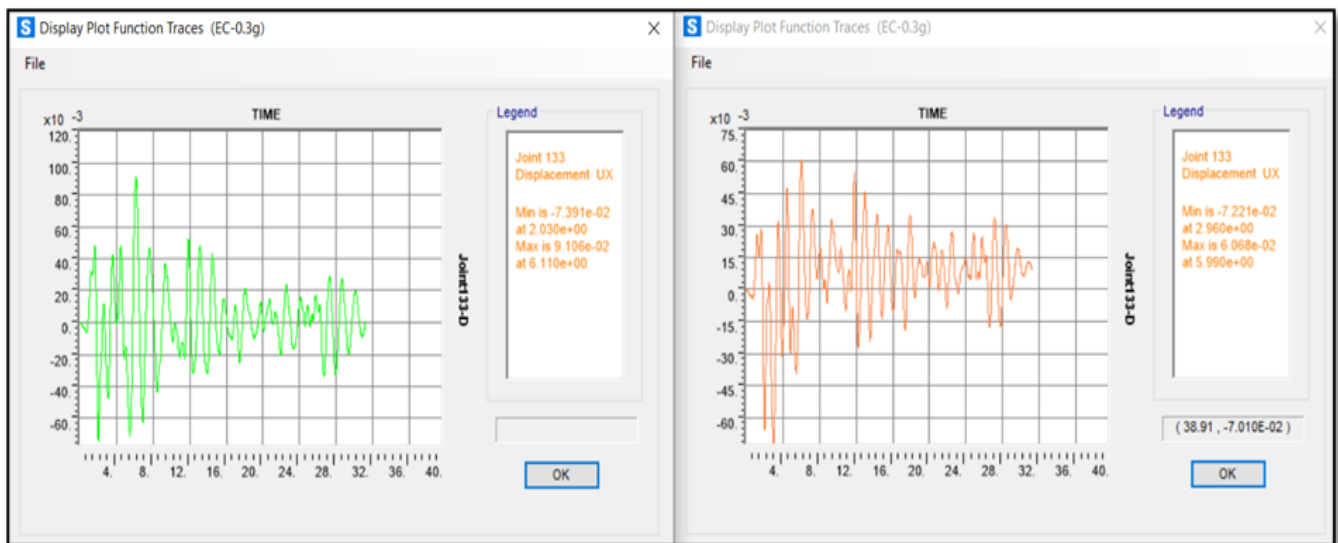 S Display Plot Function Traces (EC-0.3g) X
File
TIME
x10 -3
120.
100.
80.
60.
40.
20.
0.
-20.
-40.
-60.
4. 8. 12. 16. 20. 24. 28. 32. 36. 40.
Joint133-D
Legend
Joint 133
Displacement UX
Min is -7.391e-02
at 2.030e+00
Max is 9.106e-02
at 6.110e+00
OK
S Display Plot Function Traces (EC-0.3g) X
File
TIME
x10 -3
75.
60.
45.
30.
15.
0.
-15.
-30.
-45.
-60.
4. 8. 12. 16. 20. 24. 28. 32. 36. 40.
Joint133-D
Legend
Joint 133
Displacement UX
Min is -7.221e-02
at 2.960e+00
Max is 6.068e-02
at 5.990e+00
( 38.91 , -7.010E-02 )
OK